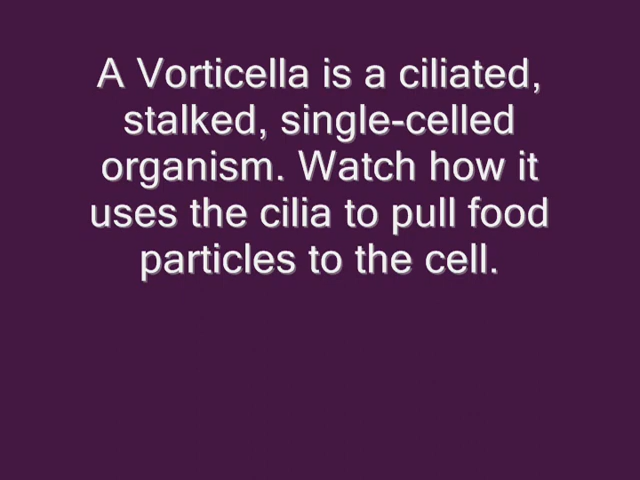 A Vorticella is a ciliated,
stalked, single-celled
organism. Watch how it
uses the cilia to pull food
particles to the cell.